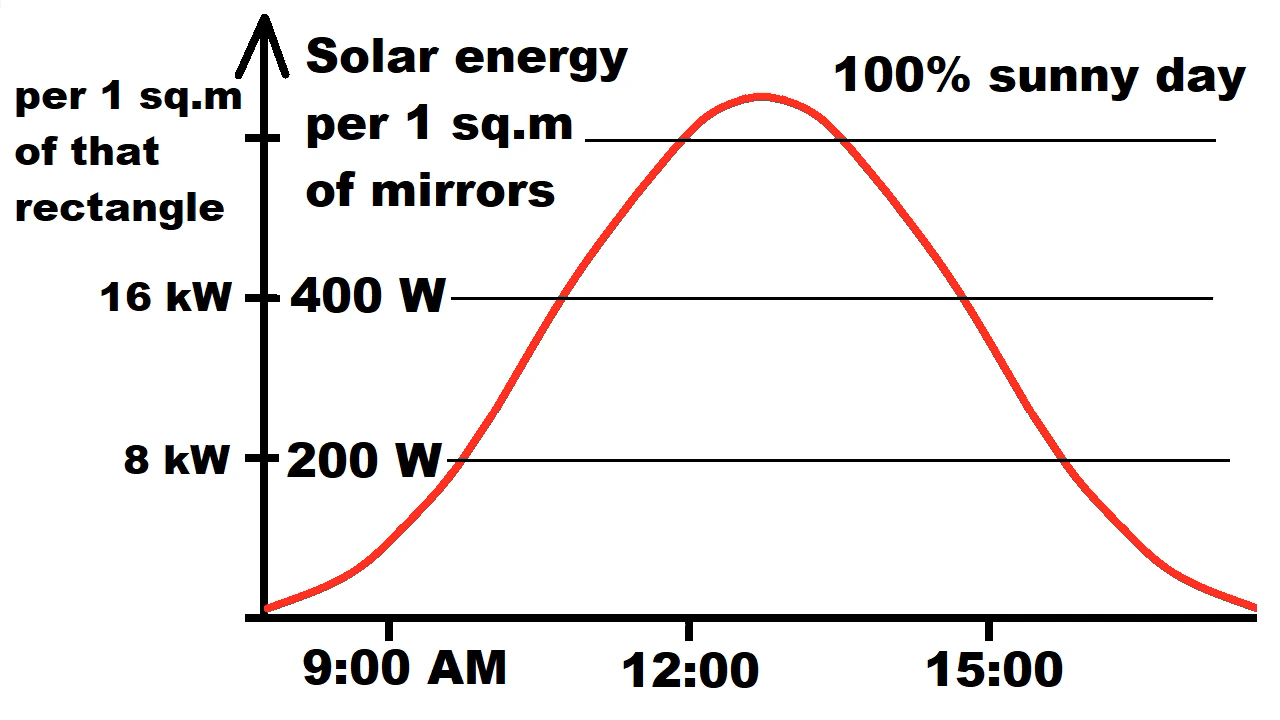 per 1 sq.m
of that
rectangle
Solar energy
per 1 sq.m
of mirrors
100% sunny day
16 kW
400 W
8 kW
200 W
9:00 AM
12:00
15:00